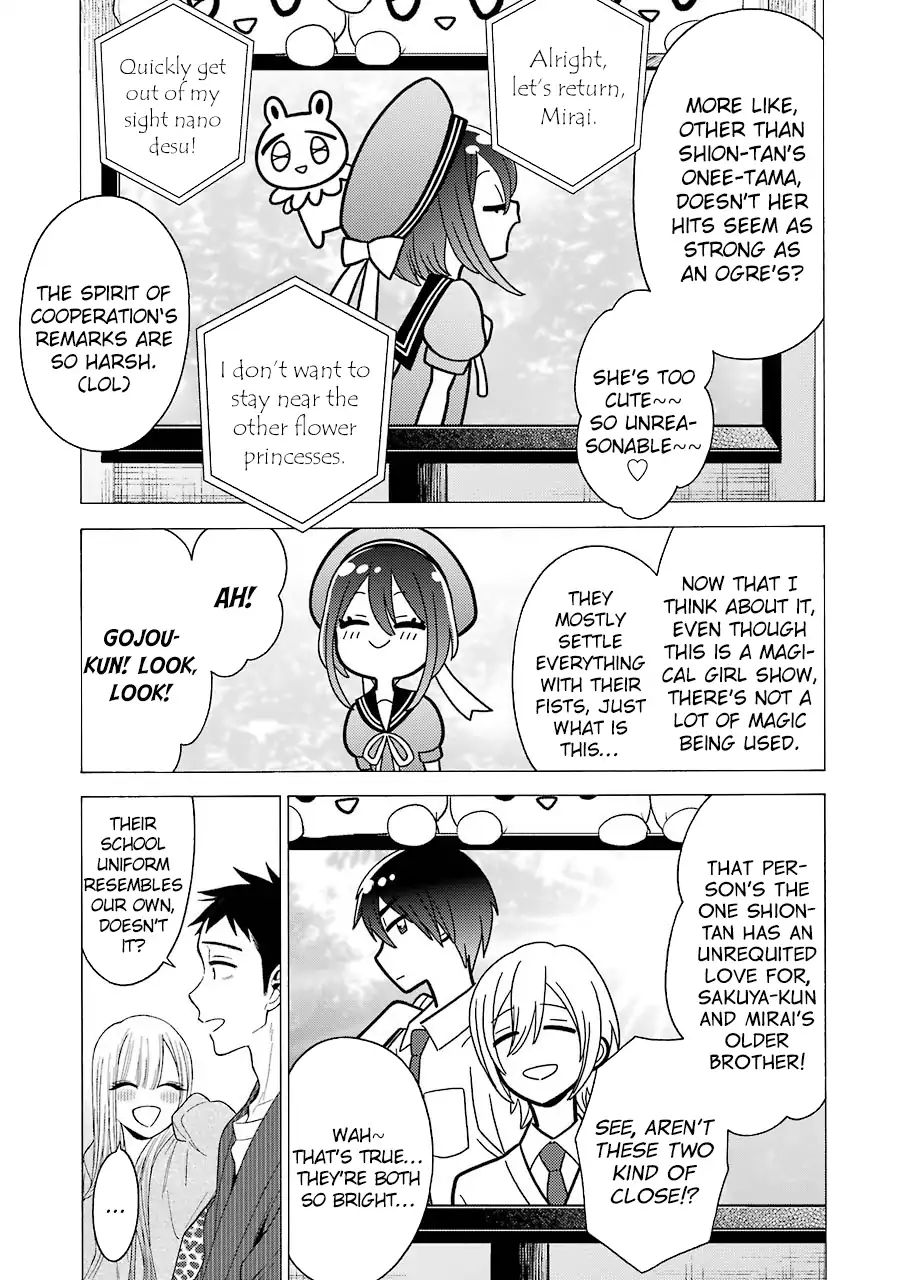 MORE LIKE,
OTHER THAN
SHION-TAN'S
ONEE-TAMA,
DOESN'T HER
HITS SEEM AS
STRONG AS
AN OGRE'S?
SHE'S TOO
CUTE~~
SO UNREA-
SONABLE~~
♡
Alright,
let's return,
Mirai.
Quickly get
out of my
sight nano
desu!
I don't want to
stay near the
other flower
princesses.
THE SPIRIT OF
COOPERATION'S
REMARKS ARE
SO HARSH.
(LOL)
NOW THAT I
THINK ABOUT IT,
EVEN THOUGH
THIS IS A MAGI-
CAL GIRL SHOW,
THERE'S NOT A
LOT OF MAGIC
BEING USED.
THEY
MOSTLY
SETTLE
EVERYTHING
WITH THEIR
FISTS, JUST
WHAT IS
THIS...
AH!
GOJOU-
KUN! LOOK,
LOOK!
THAT PER-
SON'S THE
ONE SHION-
TAN HAS AN
UNREQUITED
LOVE FOR,
SAKUYA-KUN
AND MIRAI'S
OLDER
BROTHER!
SEE, AREN'T
THESE TWO
KIND OF
CLOSE!?
WAH~
THAT'S TRUE...
THEY'RE BOTH
SO BRIGHT...
THEIR
SCHOOL
UNIFORM
RESEMBLES
OUR OWN,
DOESN'T
IT?
...